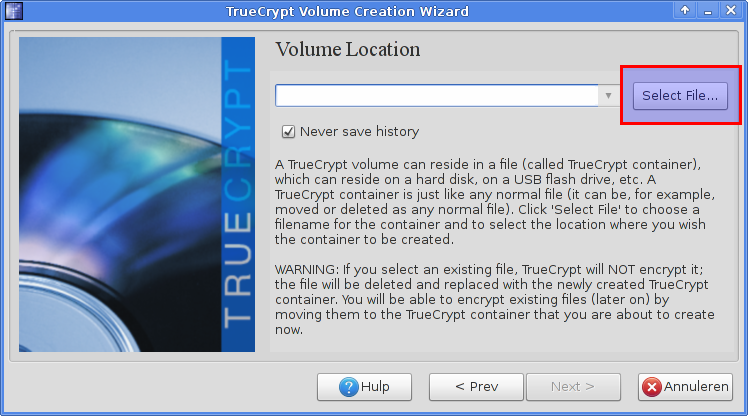 TrueCrypt Volume Creation Wizard
TRUECRYPT
Volume Location
Select File...
Never save history
A TrueCrypt volume can reside in a file (called TrueCrypt container),
which can reside on a hard disk, on a USB flash drive, etc. A
TrueCrypt container is just like any normal file (it can be, for example,
moved or deleted as any normal file). Click 'Select File' to choose a
filename for the container and to select the location where you wish
the container to be created.
WARNING: If you select an existing file, TrueCrypt will NOT encrypt it;
the file will be deleted and replaced with the newly created TrueCrypt
container. You will be able to encrypt existing files (later on) by
moving them to the TrueCrypt container that you are about to create
now.
Hulp
< Prev
Next >
Annuleren